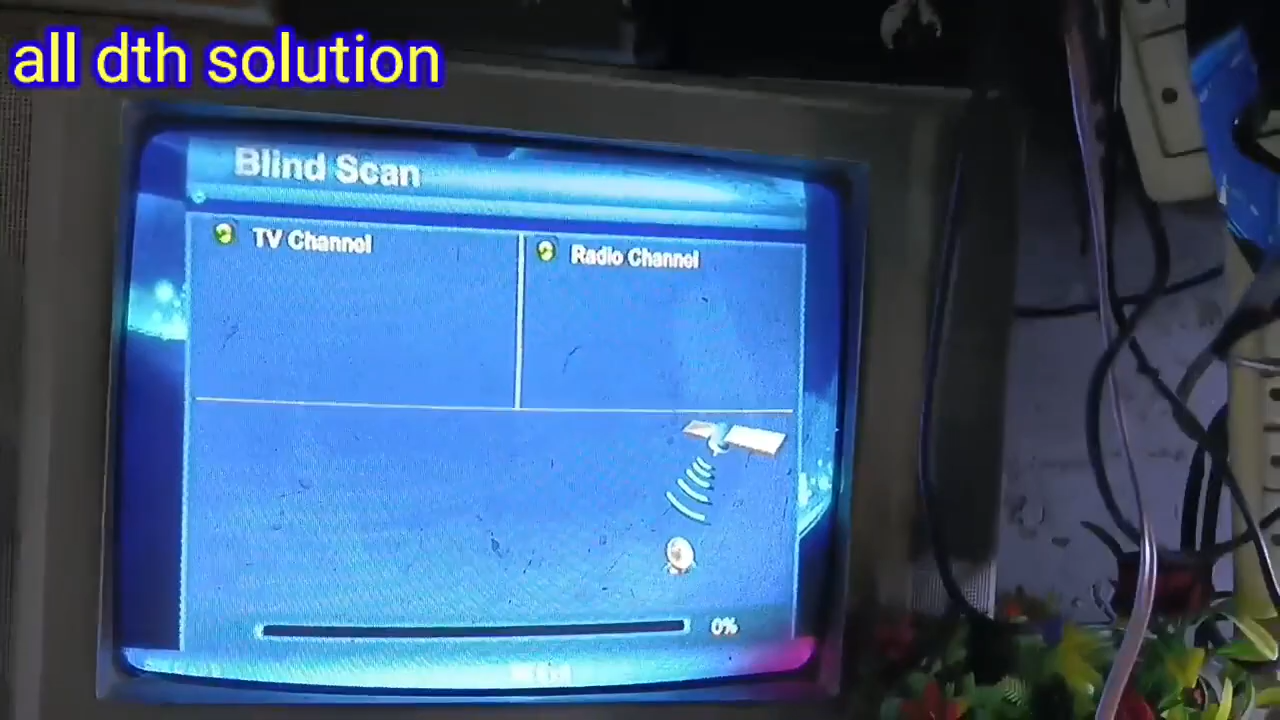 all dth solution
Blind Scan
TV Channel
Radio Channel
0%